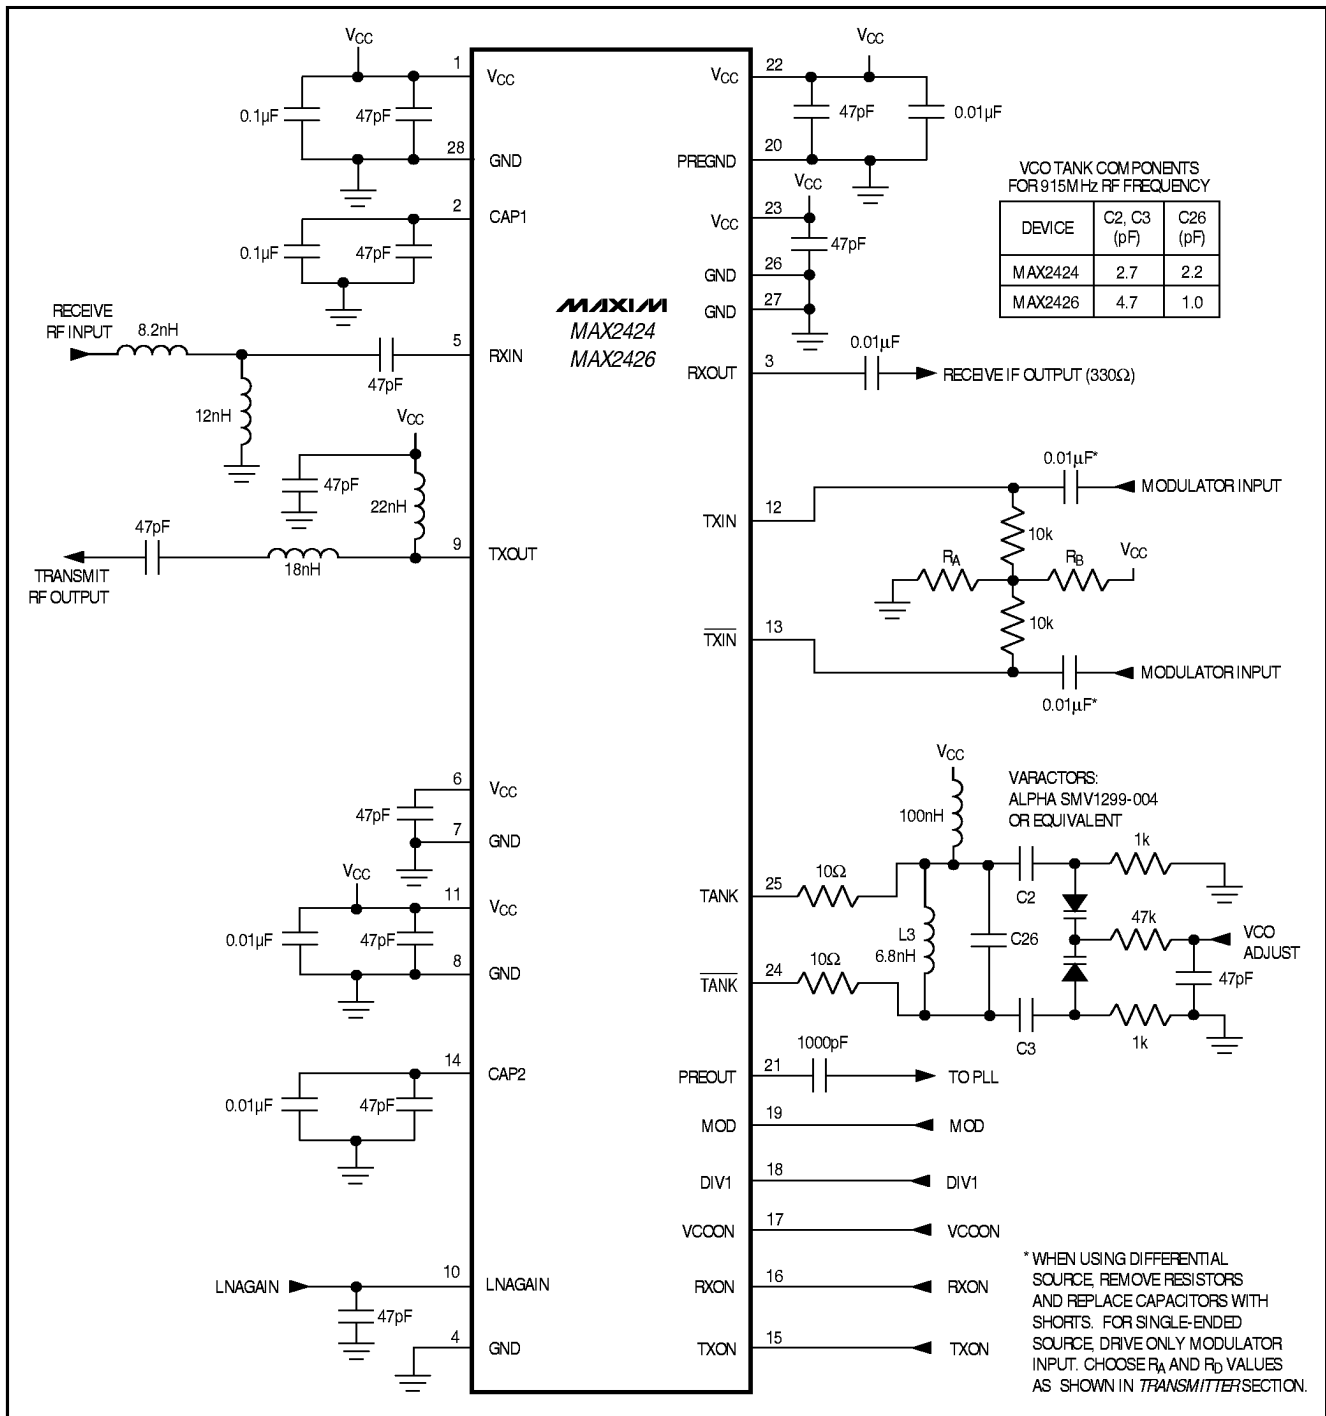 VCC
1
VCC
0.1µF
47pF
28
GND
2
CAP1
0.1µF
47pF
RECEIVE
RF INPUT
8.2nH
5
RXIN
47pF
12nH
VCC
47pF
22nH
47pF
9
TXOUT
18nH
TRANSMIT
RF OUTPUT
6
VCC
47pF
7
GND
VCC
11
VCC
0.01µF
47pF
8
GND
14
CAP2
0.01µF
47pF
LNAGAIN
10
LNAGAIN
47pF
4
GND
MAXIM
MAX2424
MAX2426
VCC
VCC
22
47pF
0.01µF
PREGND
20
VCC
VCC
23
47pF
GND
26
GND
27
RXOUT
3
0.01µF
RECEIVE IF OUTPUT (330Ω)
VCO TANK COMPONENTS
FOR 915MHz RF FREQUENCY
DEVICE C2, C3 (pF) C26 (pF)
MAX2424 2.7 2.2
MAX2426 4.7 1.0
0.01µF*
MODULATOR INPUT
TXIN
12
10k
RA
RB
VCC
TXIN
13
10k
MODULATOR INPUT
0.01µF*
VCC
100nH
VARACTORS:
ALPHA SMV1299-004
OR EQUIVALENT
1k
TANK
25
10Ω
C2
L3
6.8nH
C26
47k
VCO
ADJUST
TANK
24
10Ω
47pF
C3
1k
PREOUT
21
1000pF
TO PLL
MOD
19
MOD
DIV1
18
DIV1
VCOON
17
VCOON
RXON
16
RXON
TXON
15
TXON
* WHEN USING DIFFERENTIAL
SOURCE, REMOVE RESISTORS
AND REPLACE CAPACITORS WITH
SHORTS. FOR SINGLE-ENDED
SOURCE, DRIVE ONLY MODULATOR
INPUT. CHOOSE RA AND RD VALUES
AS SHOWN IN TRANSMITTER SECTION.